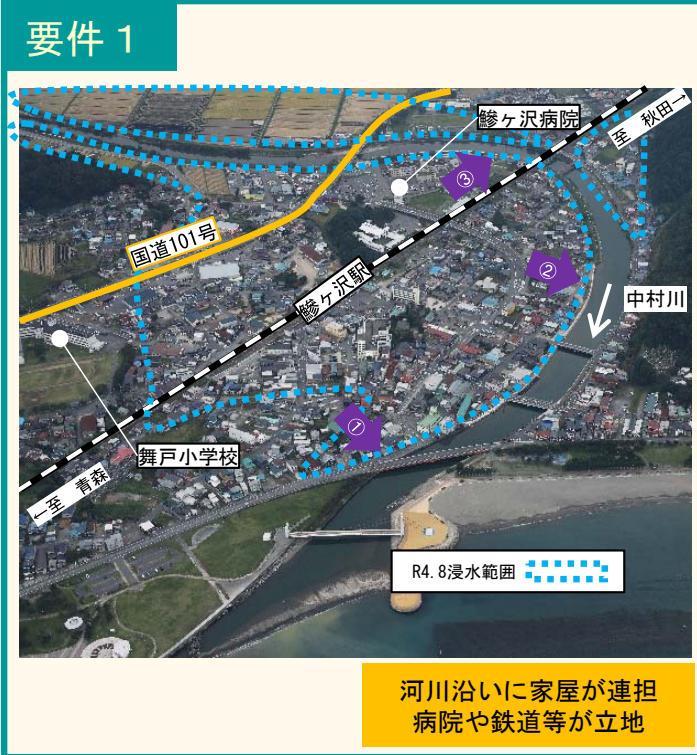 要件1
鰺ヶ沢病院
至 秋田→
③
国道101号
②
鰺ヶ沢駅
中村川
①
舞戸小学校
←至 青森
R4.8浸水範囲
河川沿いに家屋が連担
病院や鉄道等が立地